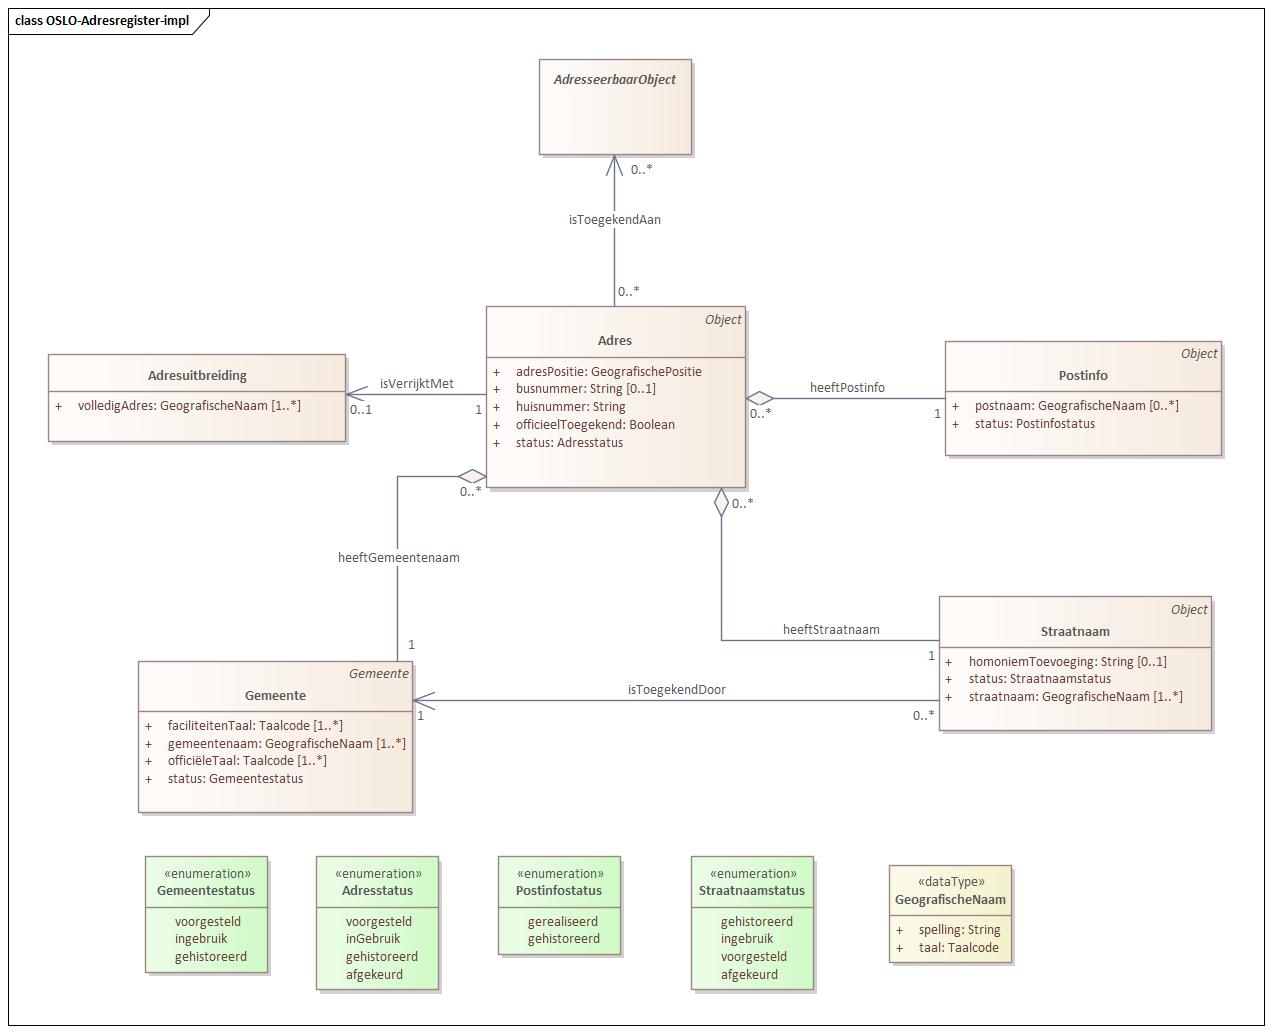 class OSLO-Adresregister-impl
AdresseerbaarObject
0..*
isToegekendAan
0..*
Object
Adres
+ adresPositie: GeografischePositie
+ busnummer: String [0..1]
+ huisnummer: String
+ officieelToegekend: Boolean
+ status: Adresstatus
Adresuitbreiding
+ volledigAdres: GeografischeNaam [1..*]
isVerrijktMet
0..1
1
heeftPostinfo
0..*
1
Object
Postinfo
+ postnaam: GeografischeNaam [0..*]
+ status: Postinfostatus
0..*
0..*
heeftGemeentenaam
1
heeftStraatnaam
1
Object
Straatnaam
+ homoniemToevoeging: String [0..1]
+ status: Straatnaamstatus
+ straatnaam: GeografischeNaam [1..*]
isToegekendDoor
1
0..*
Gemeente
Gemeente
+ faciliteitenTaal: Taalcode [1..*]
+ gemeentenaam: GeografischeNaam [1..*]
+ officiëleTaal: Taalcode [1..*]
+ status: Gemeentestatus
«enumeration»
Gemeentestatus
voorgesteld
ingebruik
gehistoreerd
«enumeration»
Adresstatus
voorgesteld
inGebruik
gehistoreerd
afgekeurd
«enumeration»
Postinfostatus
gerealiseerd
gehistoreerd
«enumeration»
Straatnaamstatus
gehistoreerd
ingebruik
voorgesteld
afgekeurd
«dataType»
GeografischeNaam
+ spelling: String
+ taal: Taalcode